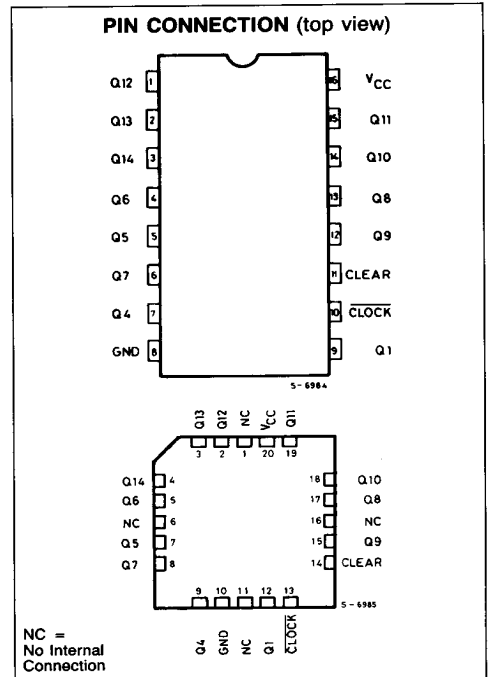 PIN CONNECTION (top view)
Q12 1
Q13 2
Q14 3
Q6 4
Q5 5
Q7 6
Q4 7
GND 8
16 VCC
15 Q11
14 Q10
13 Q8
12 Q9
11 CLEAR
10 CLOCK
9 Q1
S-6984
Q13 Q12 NC VCC Q11
3 2 1 20 19
Q14 4
Q6 5
NC 6
Q5 7
Q7 8
18 Q10
17 Q8
16 NC
15 Q9
14 CLEAR
9 10 11 12 13
Q4 GND NC Q1 CLOCK
S-6985
NC =
No Internal
Connection